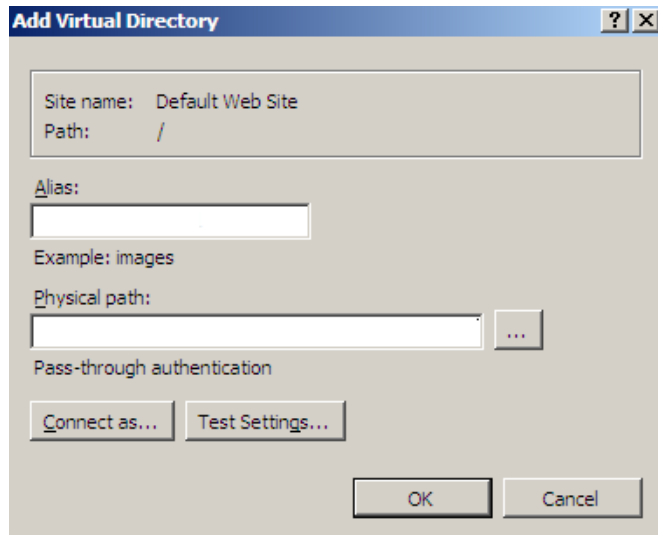 Add Virtual Directory
Site name: Default Web Site
Path: /
Alias:
Example: images
Physical path:
...
Pass-through authentication
Connect as... Test Settings...
OK Cancel